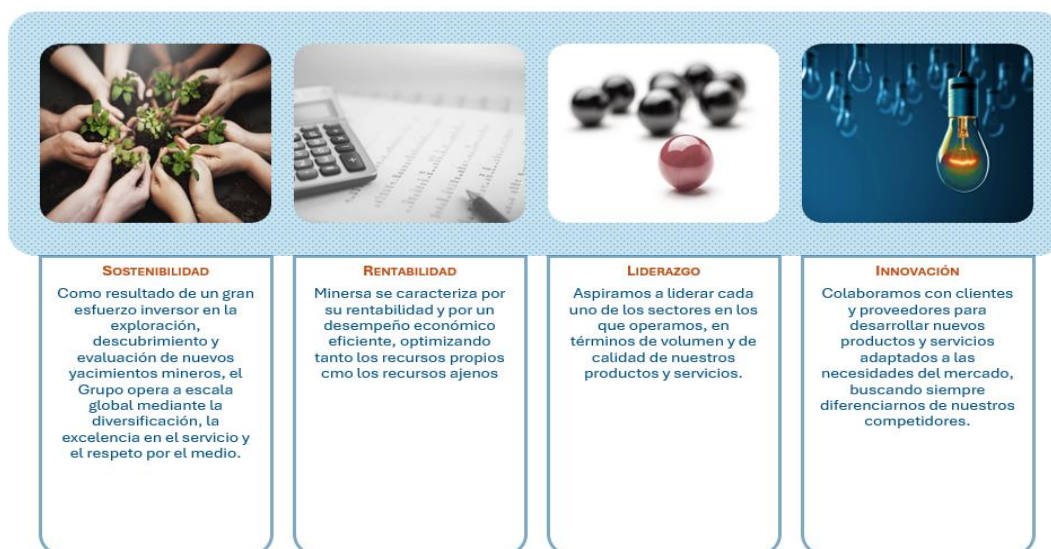 SOSTENIBILIDAD
Como resultado de un gran
esfuerzo inversor en la
exploración,
descubrimiento y
evaluación de nuevos
yacimientos mineros, el
Grupo opera a escala
global mediante la
diversificación, la
excelencia en el servicio y
el respeto por el medio.
RENTABILIDAD
Minersa se caracteriza por
su rentabilidad y por un
desempeño económico
eficiente, optimizando
tanto los recursos propios
cmo los recursos ajenos
LIDERAZGO
Aspiramos a liderar cada
uno de los sectores en los
que operamos, en
términos de volumen y de
calidad de nuestros
productos y servicios.
INNOVACIÓN
Colaboramos con clientes
y proveedores para
desarrollar nuevos
productos y servicios
adaptados a las
necesidades del mercado,
buscando siempre
diferenciarnos de nuestros
competidores.